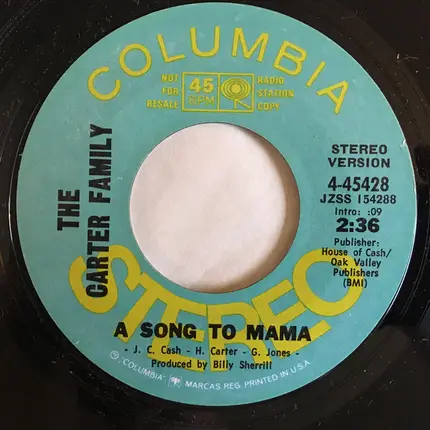 COLUMBIA
NOT
FOR
RESALE
45
RPM
RADIO
STATION
COPY
THE
CARTER FAMILY
STEREO
VERSION
4-45428
JZSS 154288
Intro: :09
2:36
Publisher:
House of Cash/
Oak Valley
Publishers
(BMI)
STEREO
A SONG TO MAMA
- J. C. Cash - H. Carter - G. Jones -
Produced by Billy Sherrill
℗ "COLUMBIA", MARCAS REG. PRINTED IN U.S.A.